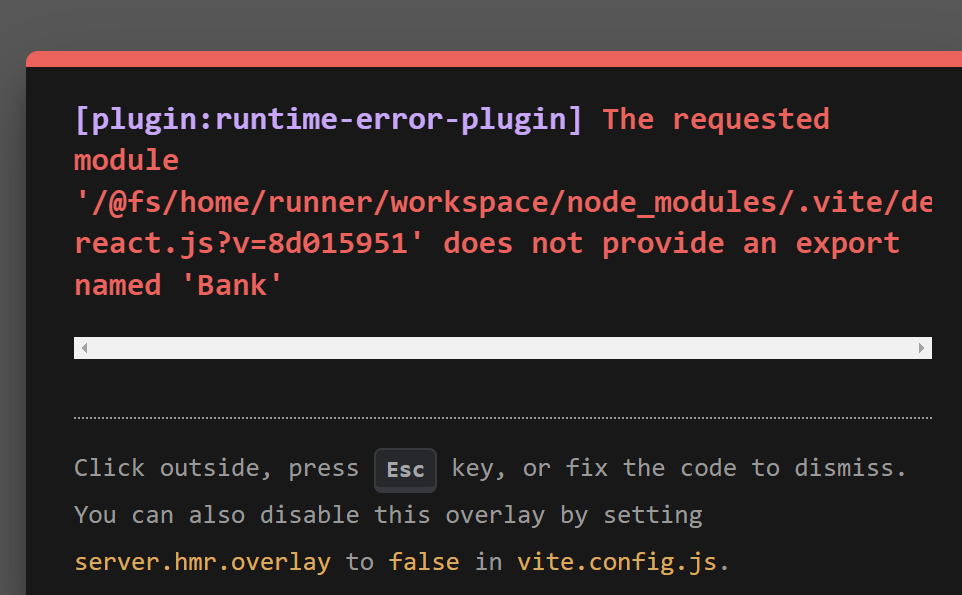 [plugin:runtime-error-plugin] The requested
module
'/@fs/home/runner/workspace/node_modules/.vite/de
react.js?v=8d015951' does not provide an export
named 'Bank'
Click outside, press Esc key, or fix the code to dismiss.
You can also disable this overlay by setting
server.hmr.overlay to false in vite.config.js.